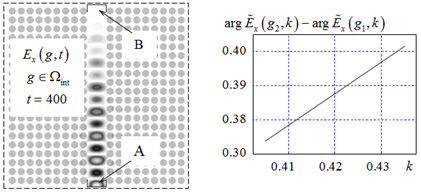 B
E_x(g,t)
g∈Ω_int
t = 400
A
arg Ẽ_x(g_2,k) − arg Ẽ_x(g_1,k)
0.40
0.39
0.38
0.30
0.41 0.42 0.43 k